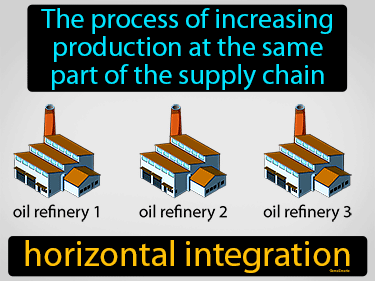 The process of increasing
production at the same
part of the supply chain
oil refinery 1 oil refinery 2 oil refinery 3
horizontal integration